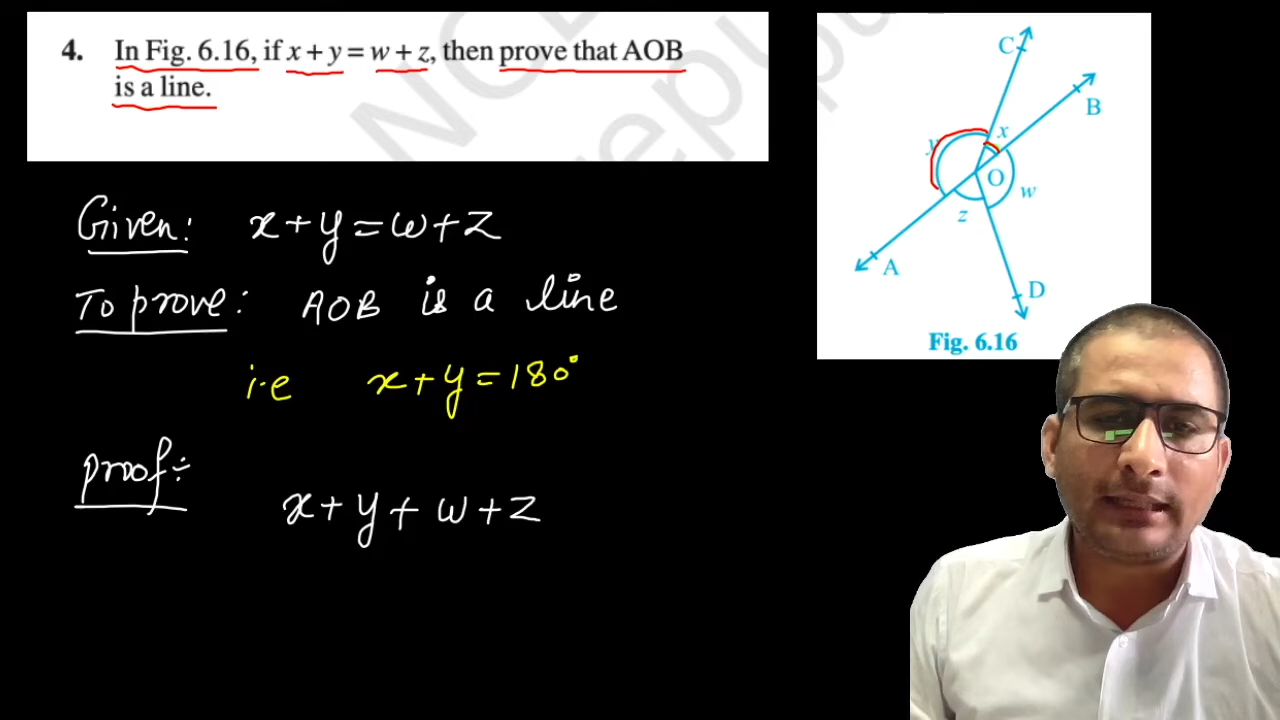 4. In Fig. 6.16, if x + y = w + z, then prove that AOB
is a line.
Given: x+y=w+z
To prove: AOB is a line
i.e x+y=180°
Proof:
x+y+w+z
C
B
x
y
O
w
z
A
D
Fig. 6.16